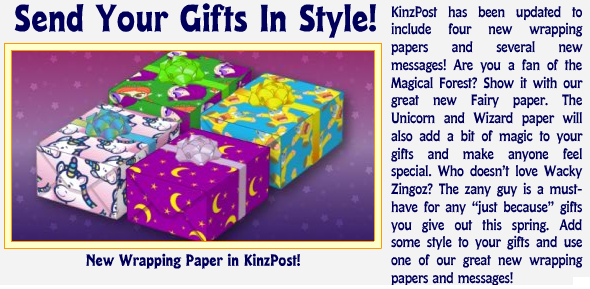 Send Your Gifts In Style!
New Wrapping Paper in KinzPost!
KinzPost has been updated to
include four new wrapping
papers and several new
messages! Are you a fan of the
Magical Forest? Show it with our
great new Fairy paper. The
Unicorn and Wizard paper will
also add a bit of magic to your
gifts and make anyone feel
special. Who doesn't love Wacky
Zingoz? The zany guy is a must-
have for any “just because” gifts
you give out this spring. Add
some style to your gifts and use
one of our great new wrapping
papers and messages!